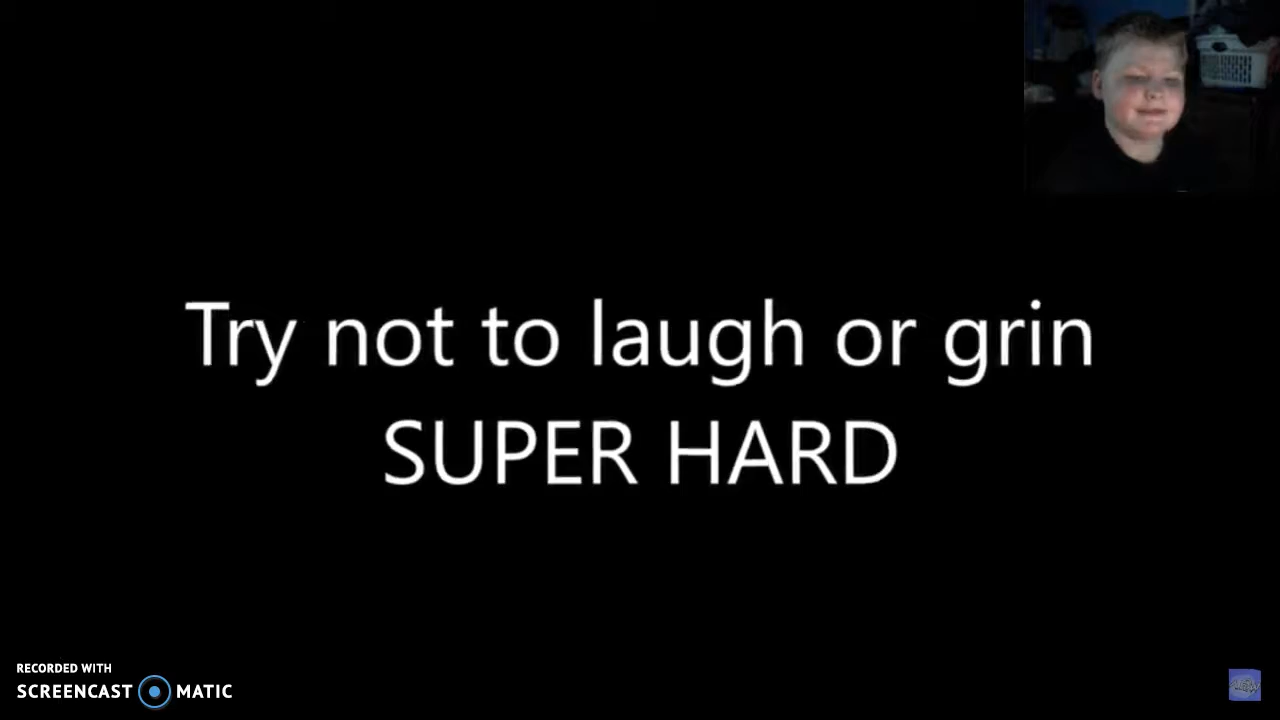 Try not to laugh or grin
SUPER HARD
RECORDED WITH
SCREENCAST MATIC